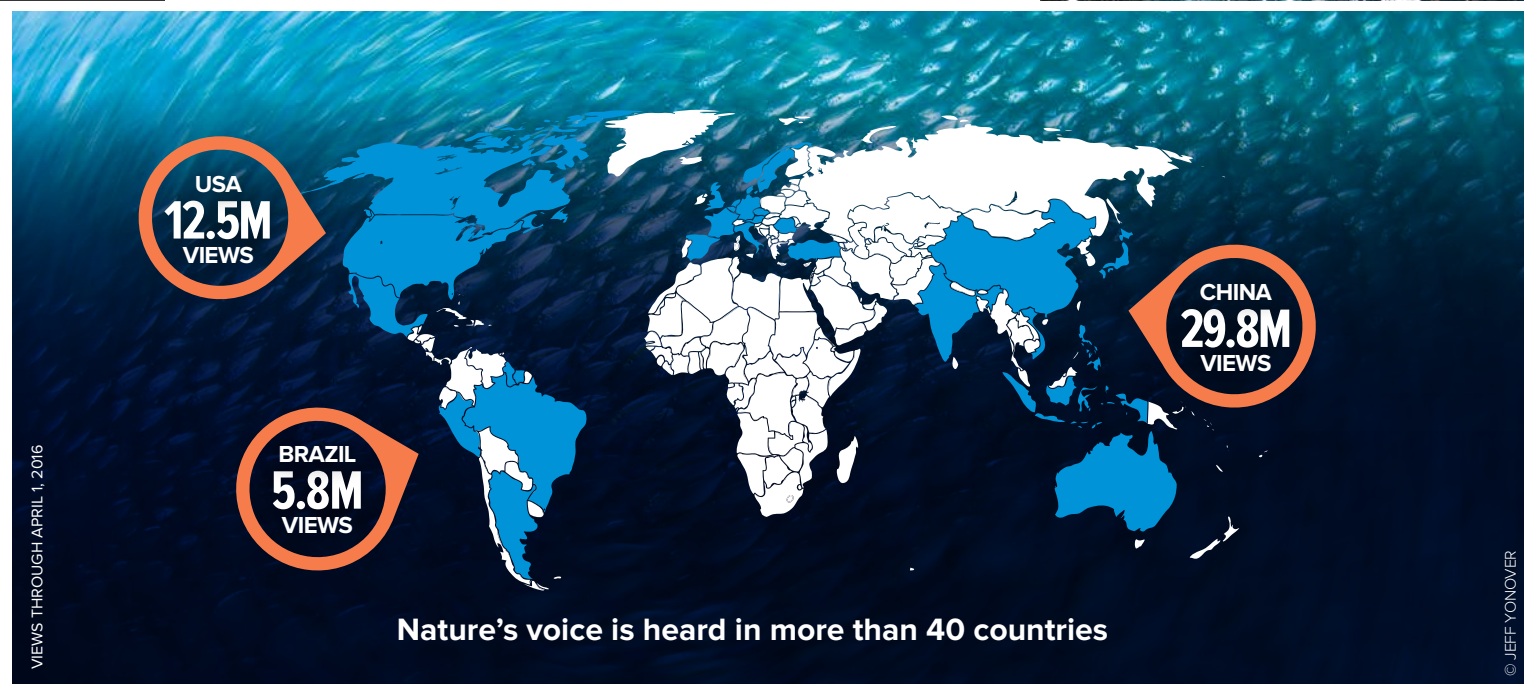 USA
12.5M
VIEWS
CHINA
29.8M
VIEWS
BRAZIL
5.8M
VIEWS
Nature’s voice is heard in more than 40 countries
VIEWS THROUGH APRIL 1, 2016
© JEFF YONOVER